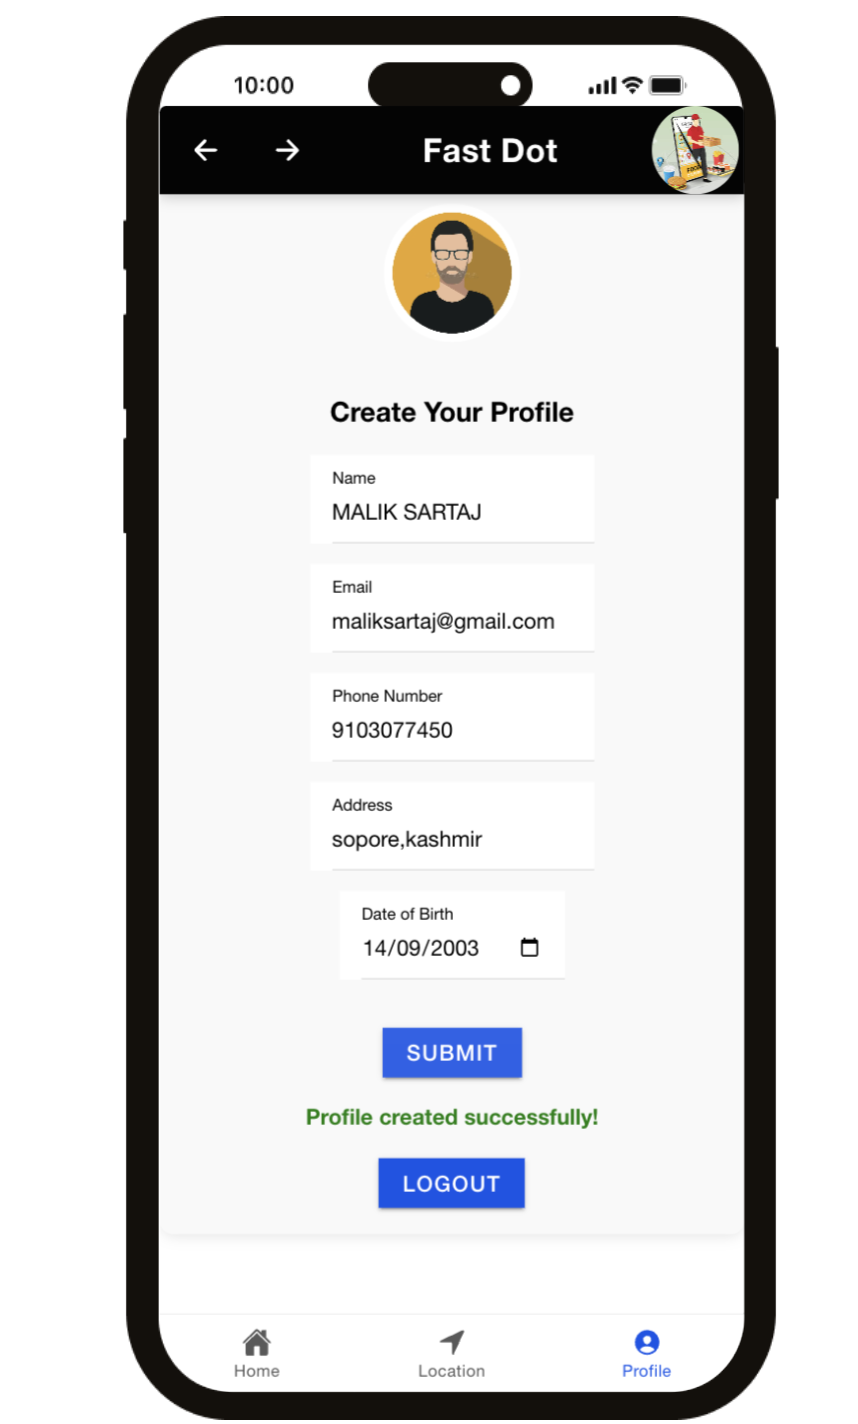 10:00
Fast Dot
Create Your Profile
Name
MALIK SARTAJ
Email
maliksartaj@gmail.com
Phone Number
9103077450
Address
sopore,kashmir
Date of Birth
14/09/2003
SUBMIT
Profile created successfully!
LOGOUT
Home
Location
Profile